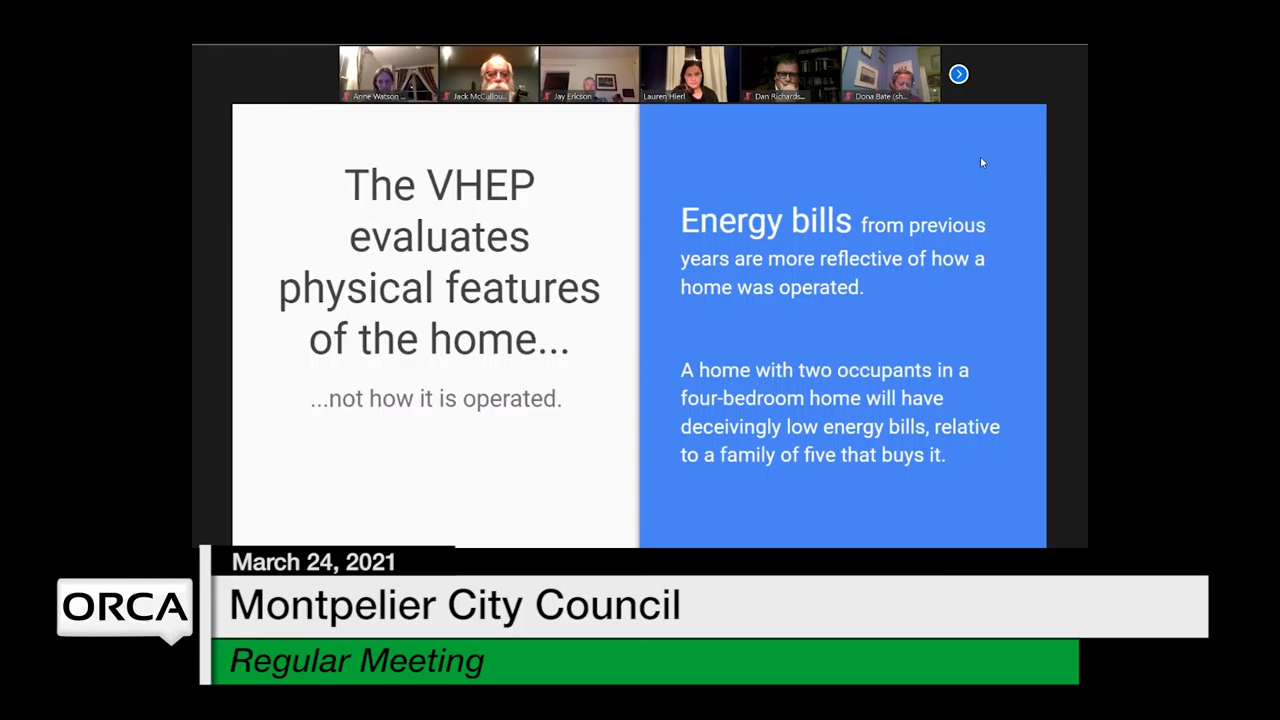 Anne Watson ...
Jack McCullou...
Jay Ericson
Lauren Hierl
Dan Richards...
Dona Bate (sh...
The VHEP
evaluates
physical features
of the home...
...not how it is operated.
Energy bills from previous
years are more reflective of how a
home was operated.
A home with two occupants in a
four-bedroom home will have
deceivingly low energy bills, relative
to a family of five that buys it.
March 24, 2021
ORCA
Montpelier City Council
Regular Meeting